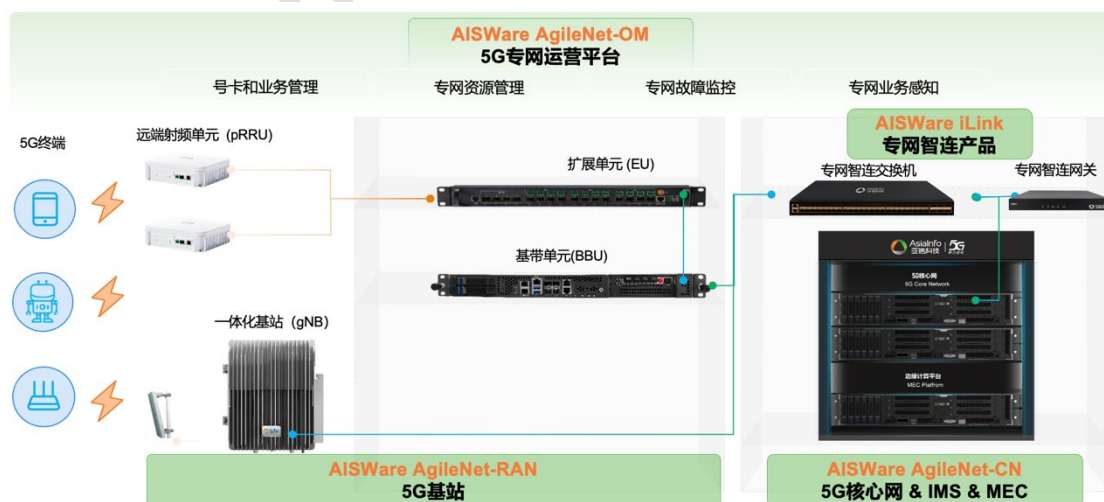 AISWare AgileNet-OM
5G专网运营平台
号卡和业务管理
专网资源管理
专网故障监控
专网业务感知
AISWare iLink
专网智连产品
5G终端
远端射频单元 (pRRU)
扩展单元 (EU)
专网智连交换机
专网智连网关
基带单元(BBU)
AsiaInfo
亚信科技
5G
5G核心网
5G Core Network
一体化基站 (gNB)
边缘计算平台
MEC Platfrom
AISWare AgileNet-RAN
5G基站
AISWare AgileNet-CN
5G核心网 & IMS & MEC